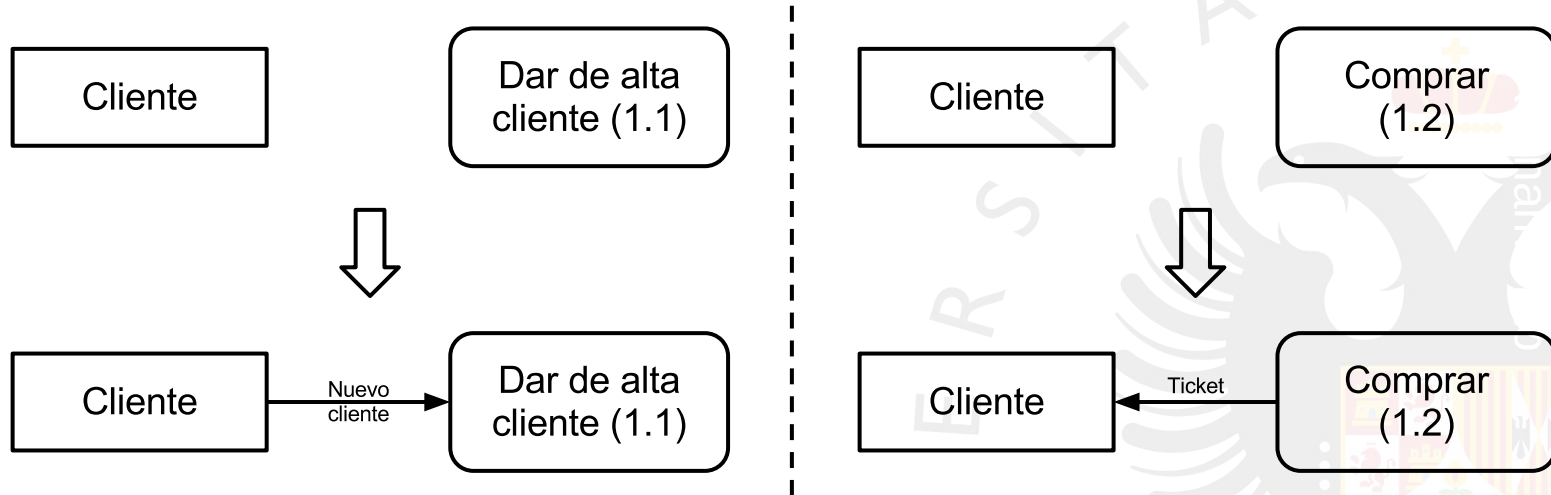 Cliente
Dar de alta
cliente (1.1)
Cliente
Nuevo
cliente
Dar de alta
cliente (1.1)
Cliente
Comprar
(1.2)
Cliente
Ticket
Comprar
(1.2)
E R S I T A